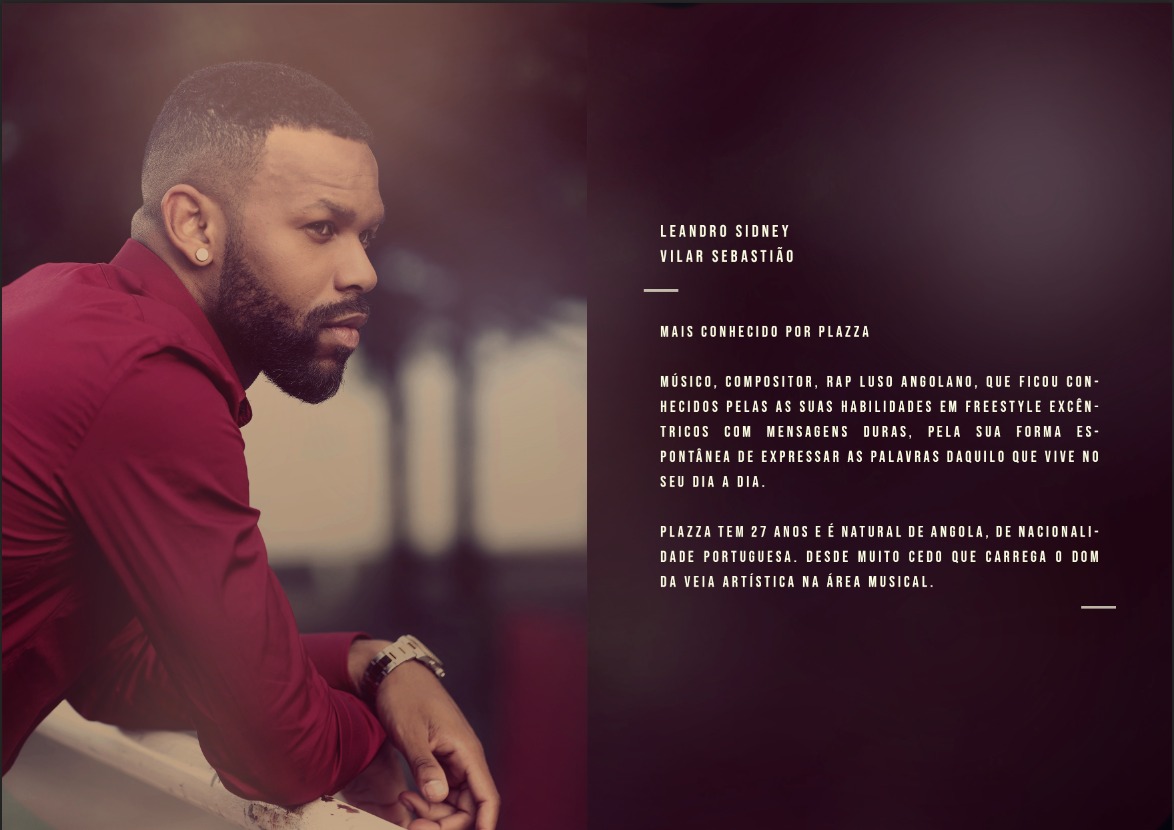 LEANDRO SIDNEY
VILAR SEBASTIÃO
MAIS CONHECIDO POR PLAZZA
MÚSICO, COMPOSITOR, RAP LUSO ANGOLANO, QUE FICOU CON-
HECIDOS PELAS AS SUAS HABILIDADES EM FREESTYLE EXCÊN-
TRICOS COM MENSAGENS DURAS, PELA SUA FORMA ES-
PONTÂNEA DE EXPRESSAR AS PALAVRAS DAQUILO QUE VIVE NO
SEU DIA A DIA.
PLAZZA TEM 27 ANOS E É NATURAL DE ANGOLA, DE NACIONALI-
DADE PORTUGUESA. DESDE MUITO CEDO QUE CARREGA O DOM
DA VEIA ARTÍSTICA NA ÁREA MUSICAL.